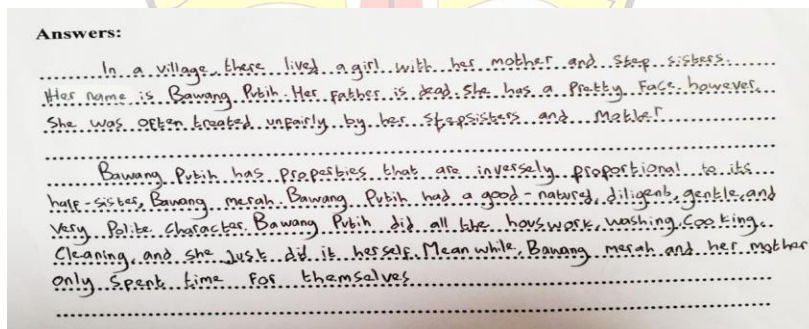 Answers:
In a village, there lived a girl with her mother and step sisters.
Her name is Bawang Putih. Her father is dead. She has a pretty face. however,
She was often treated unfairly by her stepsisters and Mother
Bawang Putih has properties that are inversely proportional to its
half-sister, Bawang merah. Bawang Putih had a good-natured, diligent, gentle, and
very Polite character. Bawang Putih did all the houswork, washing, Cooking,
Cleaning, and she Just did it herself. Mean while, Bawang merah and her mother
only spent time for themselves